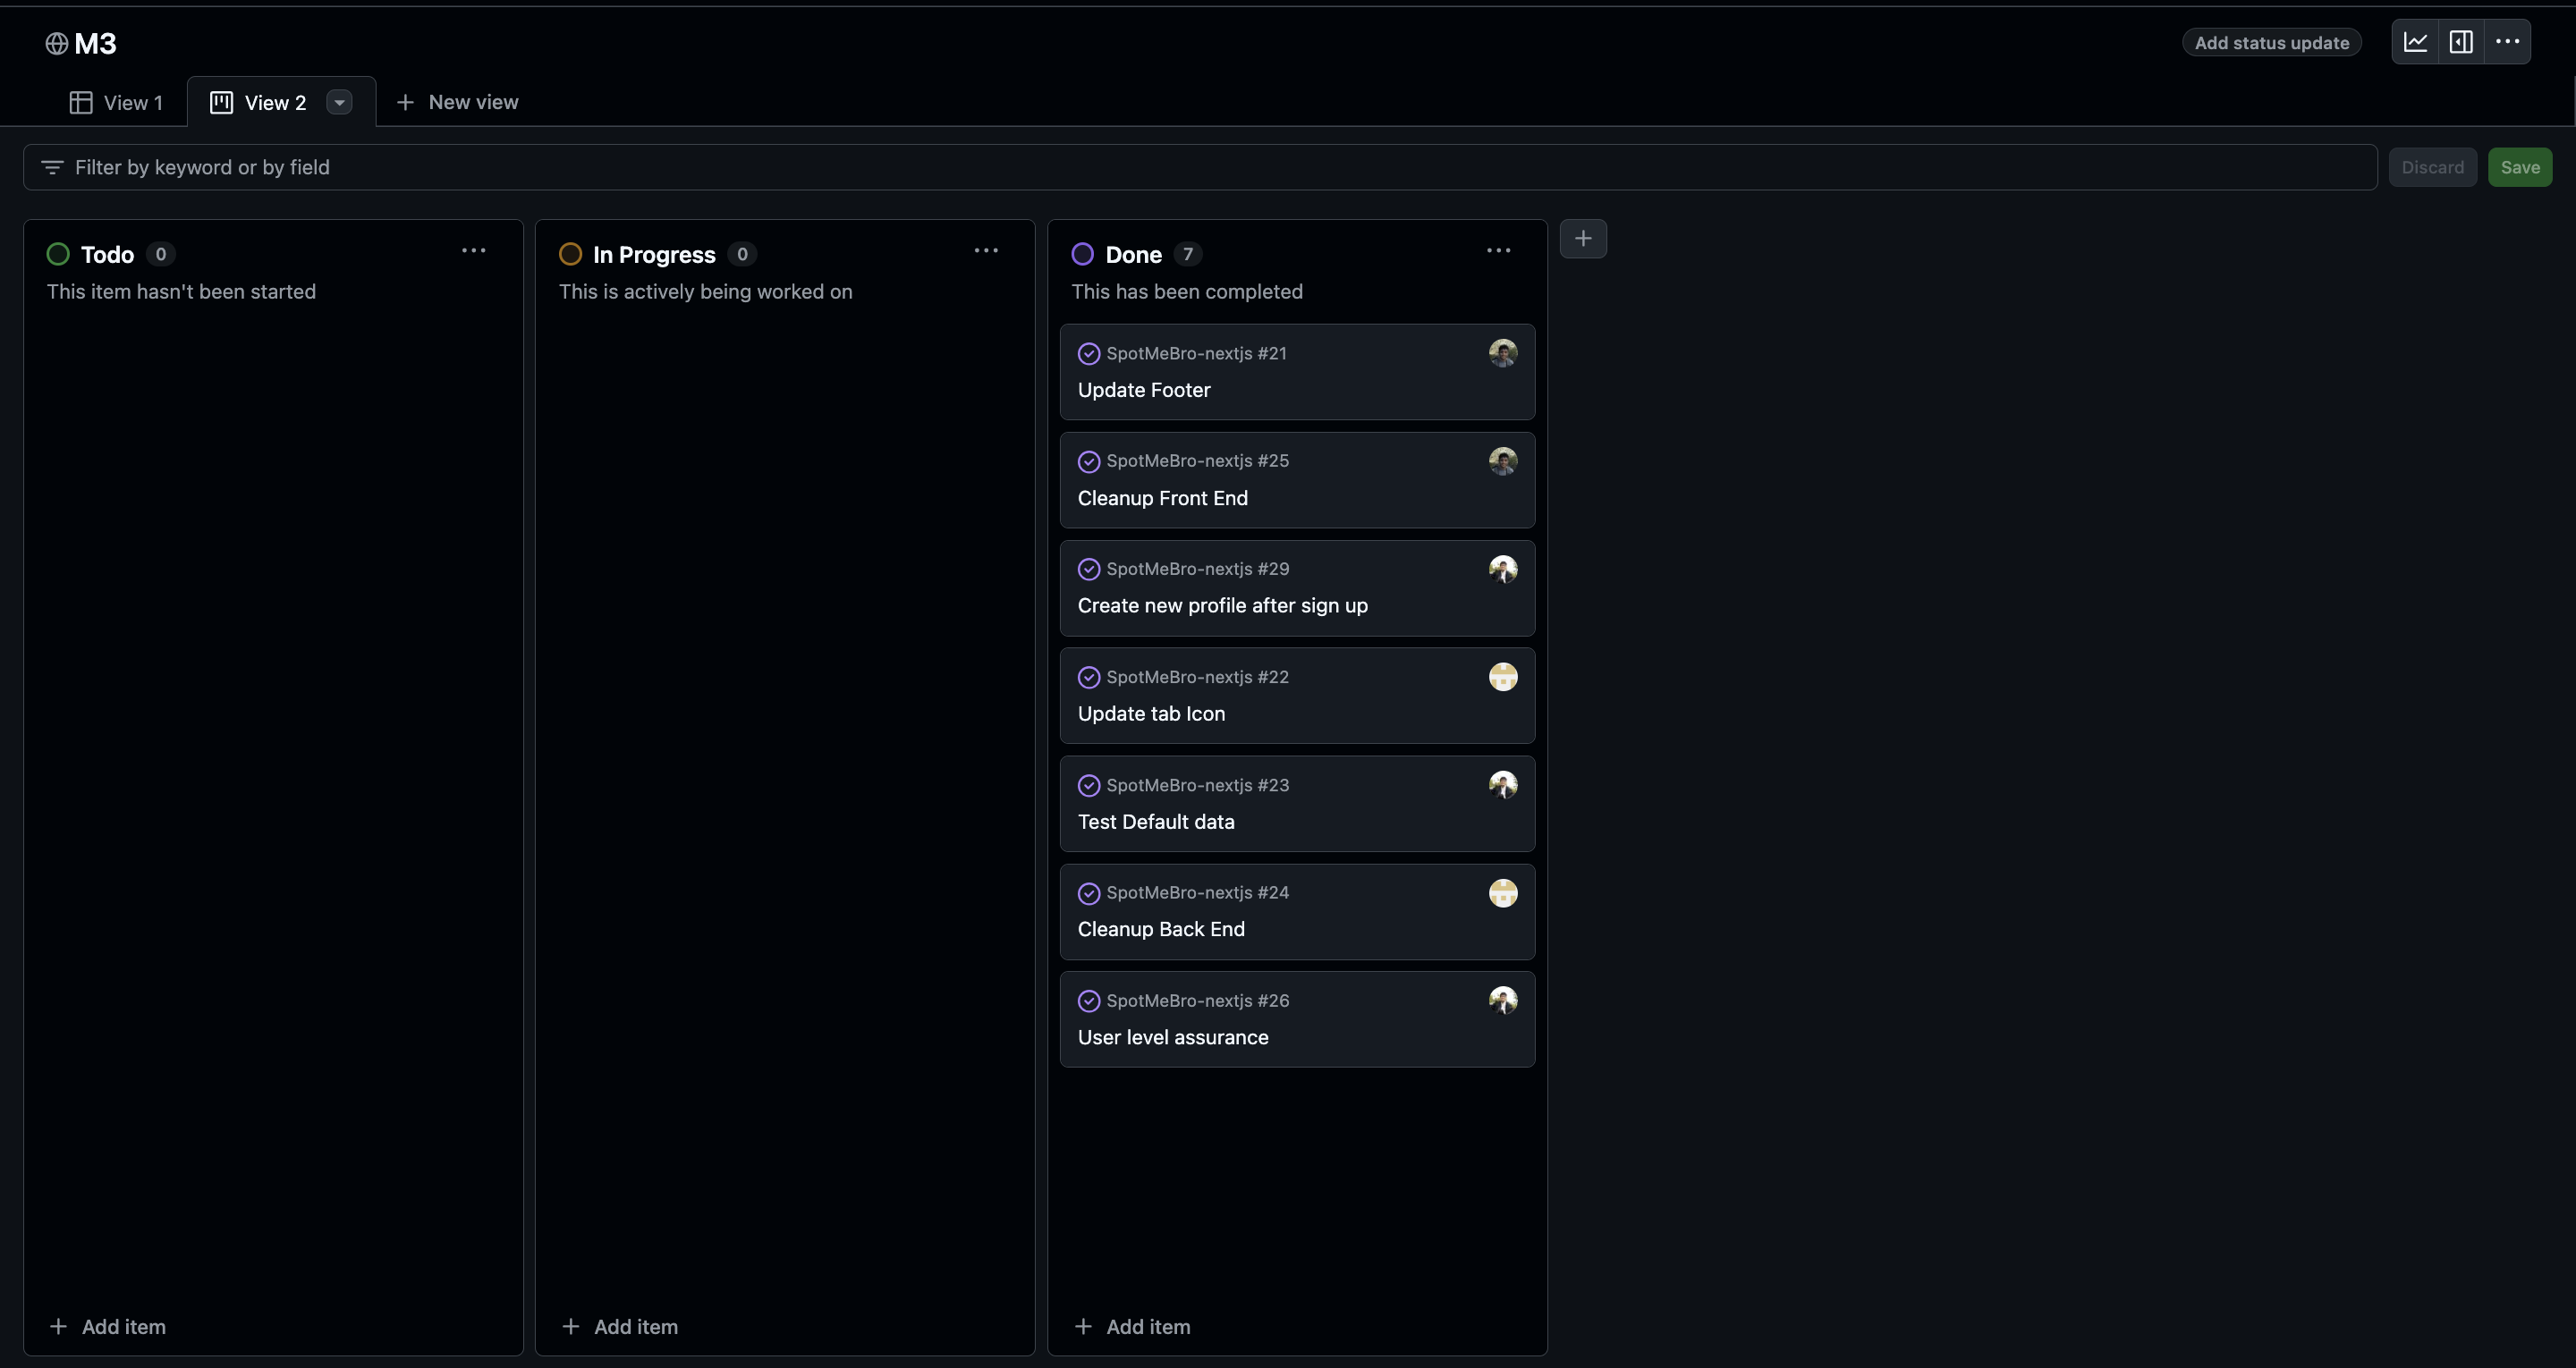 M3
Add status update
View 1
View 2
New view
Filter by keyword or by field
Discard
Save
Todo 0
This item hasn't been started
Add item
In Progress 0
This is actively being worked on
Add item
Done 7
This has been completed
SpotMeBro-nextjs #21
Update Footer
SpotMeBro-nextjs #25
Cleanup Front End
SpotMeBro-nextjs #29
Create new profile after sign up
SpotMeBro-nextjs #22
Update tab Icon
SpotMeBro-nextjs #23
Test Default data
SpotMeBro-nextjs #24
Cleanup Back End
SpotMeBro-nextjs #26
User level assurance
Add item